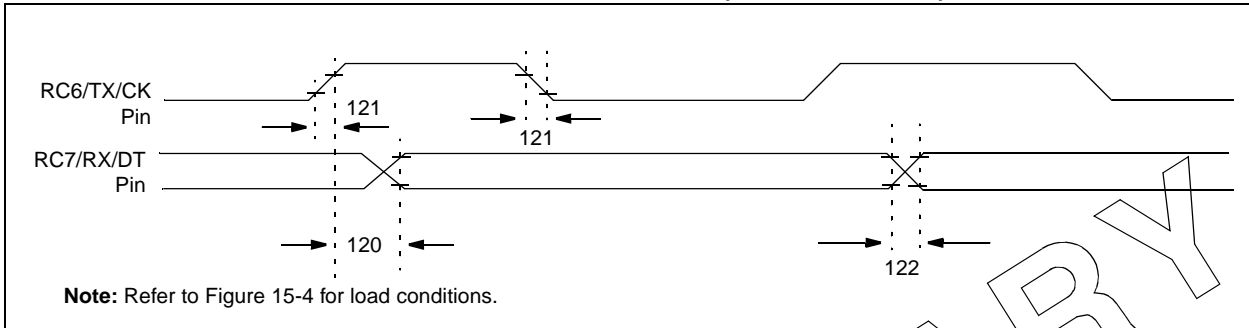 RC6/TX/CK
Pin
121
121
RC7/RX/DT
Pin
120
122
Note: Refer to Figure 15-4 for load conditions.
R Y